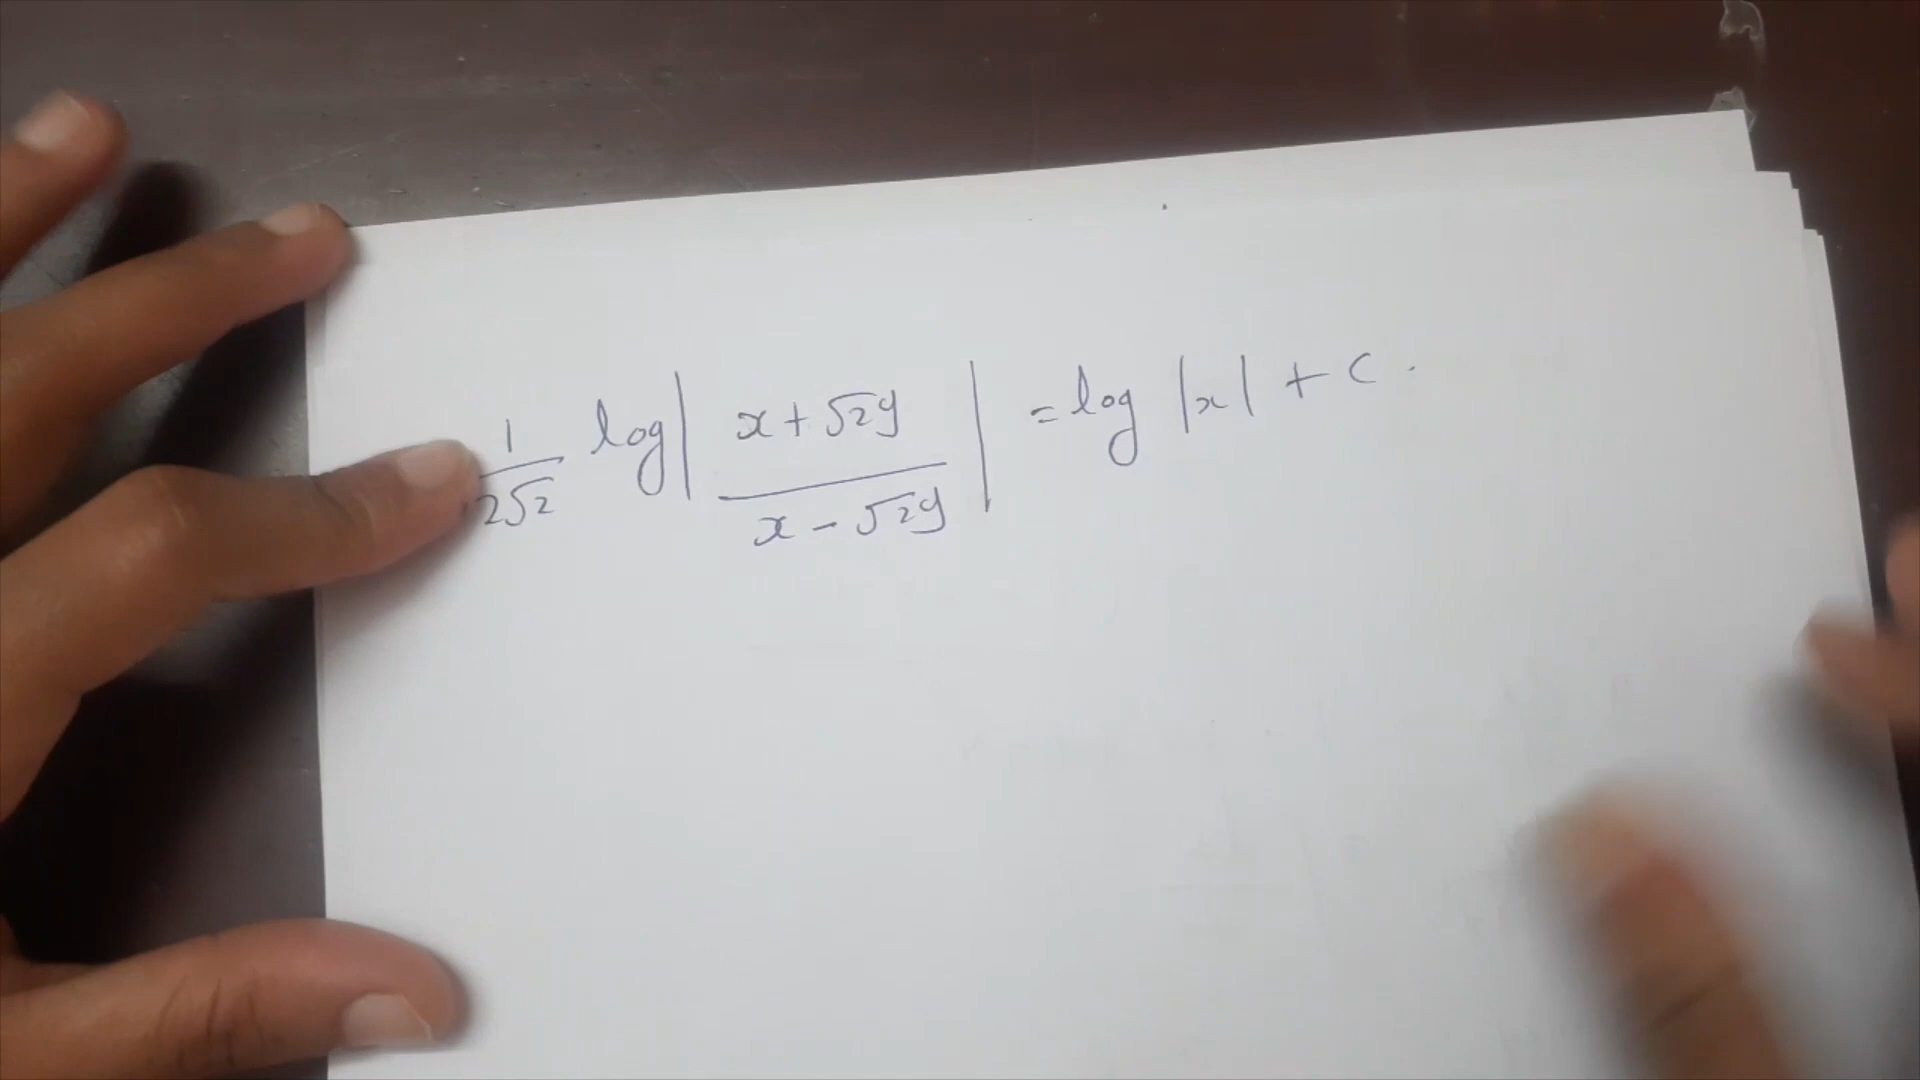 1/2√2 log| x+√2y / x-√2y | = log |x| + c.